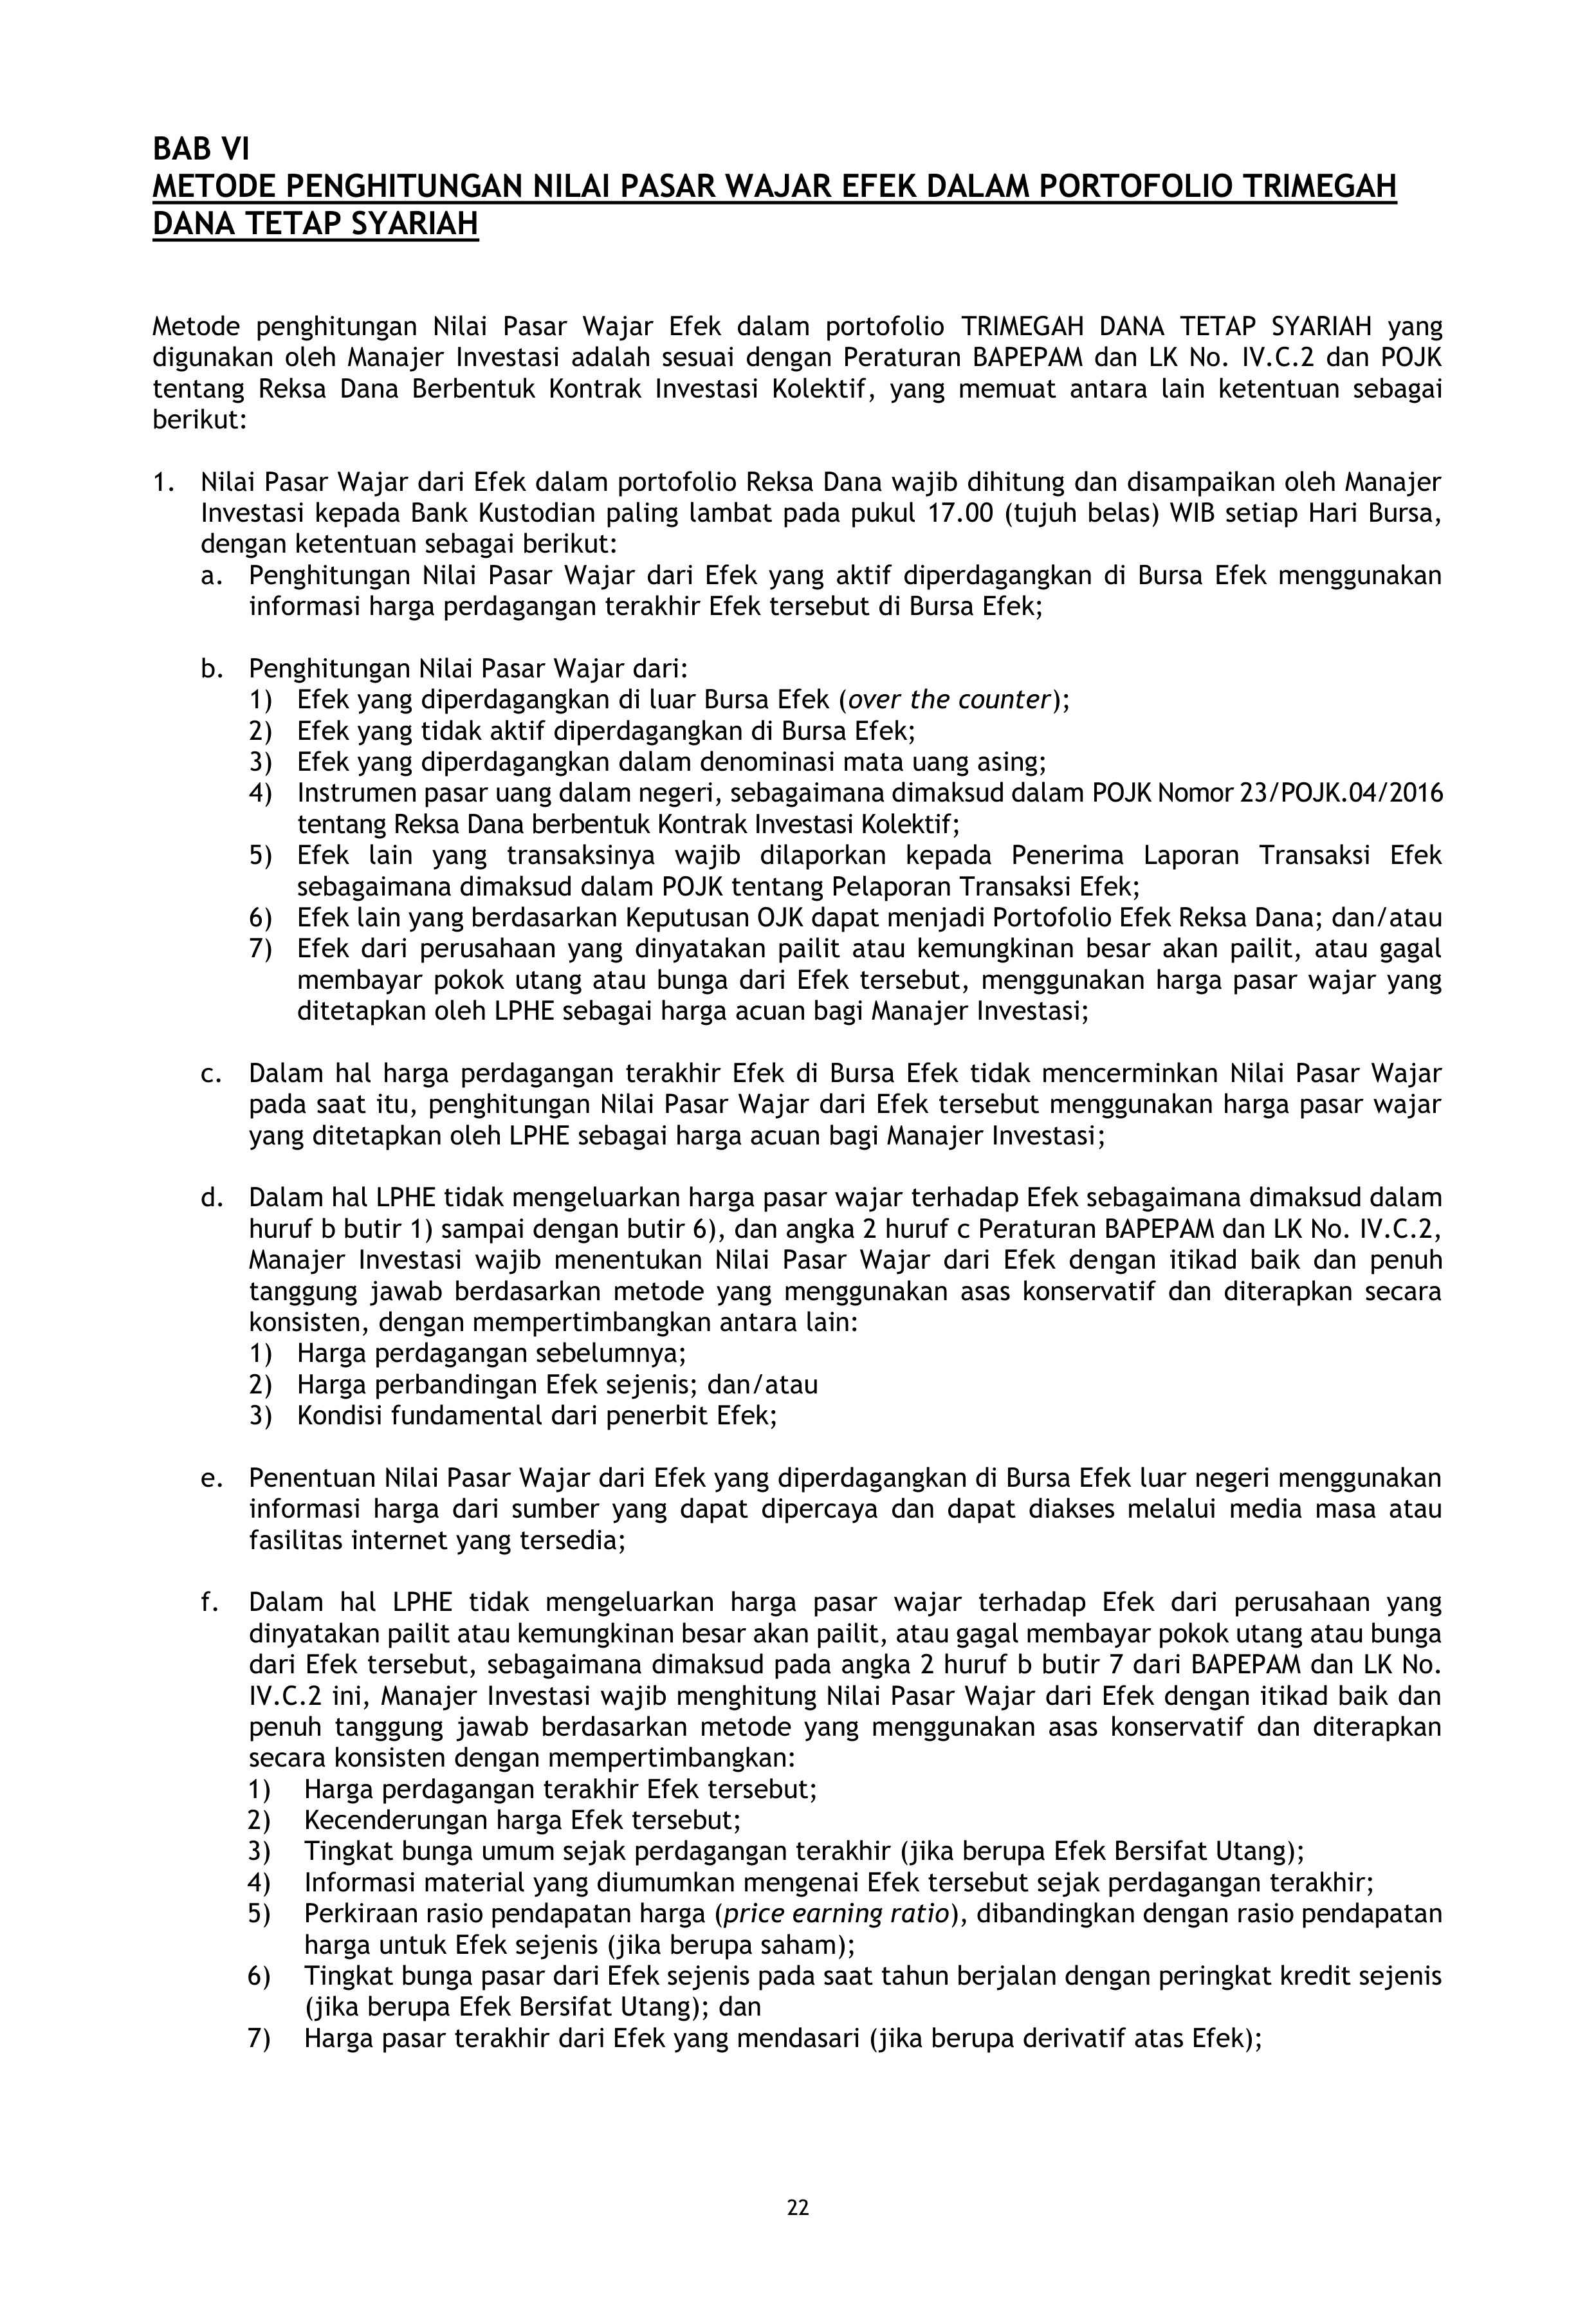 BAB VI
METODE PENGHITUNGAN NILAI PASAR WAJAR EFEK DALAM PORTOFOLIO TRIMEGAH
DANA TETAP SYARIAH
Metode penghitungan Nilai Pasar Wajar Efek dalam portofolio TRIMEGAH DANA TETAP SYARIAH yang
digunakan oleh Manajer Investasi adalah sesuai dengan Peraturan BAPEPAM dan LK No. IV.C.2 dan POJK
tentang Reksa Dana Berbentuk Kontrak Investasi Kolektif, yang memuat antara lain ketentuan sebagai
berikut:
1. Nilai Pasar Wajar dari Efek dalam portofolio Reksa Dana wajib dihitung dan disampaikan oleh Manajer
Investasi kepada Bank Kustodian paling lambat pada pukul 17.00 (tujuh belas) WIB setiap Hari Bursa,
dengan ketentuan sebagai berikut:
a. Penghitungan Nilai Pasar Wajar dari Efek yang aktif diperdagangkan di Bursa Efek menggunakan
informasi harga perdagangan terakhir Efek tersebut di Bursa Efek;
b. Penghitungan Nilai Pasar Wajar dari:
1) Efek yang diperdagangkan di luar Bursa Efek (over the counter);
2) Efek yang tidak aktif diperdagangkan di Bursa Efek;
3) Efek yang diperdagangkan dalam denominasi mata uang asing;
4) Instrumen pasar uang dalam negeri, sebagaimana dimaksud dalam POJK Nomor 23/POJK.04/2016
tentang Reksa Dana berbentuk Kontrak Investasi Kolektif;
5) Efek lain yang transaksinya wajib dilaporkan kepada Penerima Laporan Transaksi Efek
sebagaimana dimaksud dalam POJK tentang Pelaporan Transaksi Efek;
6) Efek lain yang berdasarkan Keputusan OJK dapat menjadi Portofolio Efek Reksa Dana; dan/atau
7) Efek dari perusahaan yang dinyatakan pailit atau kemungkinan besar akan pailit, atau gagal
membayar pokok utang atau bunga dari Efek tersebut, menggunakan harga pasar wajar yang
ditetapkan oleh LPHE sebagai harga acuan bagi Manajer Investasi;
c. Dalam hal harga perdagangan terakhir Efek di Bursa Efek tidak mencerminkan Nilai Pasar Wajar
pada saat itu, penghitungan Nilai Pasar Wajar dari Efek tersebut menggunakan harga pasar wajar
yang ditetapkan oleh LPHE sebagai harga acuan bagi Manajer Investasi;
d. Dalam hal LPHE tidak mengeluarkan harga pasar wajar terhadap Efek sebagaimana dimaksud dalam
huruf b butir 1) sampai dengan butir 6), dan angka 2 huruf c Peraturan BAPEPAM dan LK No. IV.C.2,
Manajer Investasi wajib menentukan Nilai Pasar Wajar dari Efek dengan itikad baik dan penuh
tanggung jawab berdasarkan metode yang menggunakan asas konservatif dan diterapkan secara
konsisten, dengan mempertimbangkan antara lain:
1) Harga perdagangan sebelumnya;
2) Harga perbandingan Efek sejenis; dan/atau
3) Kondisi fundamental dari penerbit Efek;
e. Penentuan Nilai Pasar Wajar dari Efek yang diperdagangkan di Bursa Efek luar negeri menggunakan
informasi harga dari sumber yang dapat dipercaya dan dapat diakses melalui media masa atau
fasilitas internet yang tersedia;
f. Dalam hal LPHE tidak mengeluarkan harga pasar wajar terhadap Efek dari perusahaan yang
dinyatakan pailit atau kemungkinan besar akan pailit, atau gagal membayar pokok utang atau bunga
dari Efek tersebut, sebagaimana dimaksud pada angka 2 huruf b butir 7 dari BAPEPAM dan LK No.
IV.C.2 ini, Manajer Investasi wajib menghitung Nilai Pasar Wajar dari Efek dengan itikad baik dan
penuh tanggung jawab berdasarkan metode yang menggunakan asas konservatif dan diterapkan
secara konsisten dengan mempertimbangkan:
1) Harga perdagangan terakhir Efek tersebut;
2) Kecenderungan harga Efek tersebut;
3) Tingkat bunga umum sejak perdagangan terakhir (jika berupa Efek Bersifat Utang);
4) Informasi material yang diumumkan mengenai Efek tersebut sejak perdagangan terakhir;
5) Perkiraan rasio pendapatan harga (price earning ratio), dibandingkan dengan rasio pendapatan
harga untuk Efek sejenis (jika berupa saham);
6) Tingkat bunga pasar dari Efek sejenis pada saat tahun berjalan dengan peringkat kredit sejenis
(jika berupa Efek Bersifat Utang); dan
7) Harga pasar terakhir dari Efek yang mendasari (jika berupa derivatif atas Efek);
22